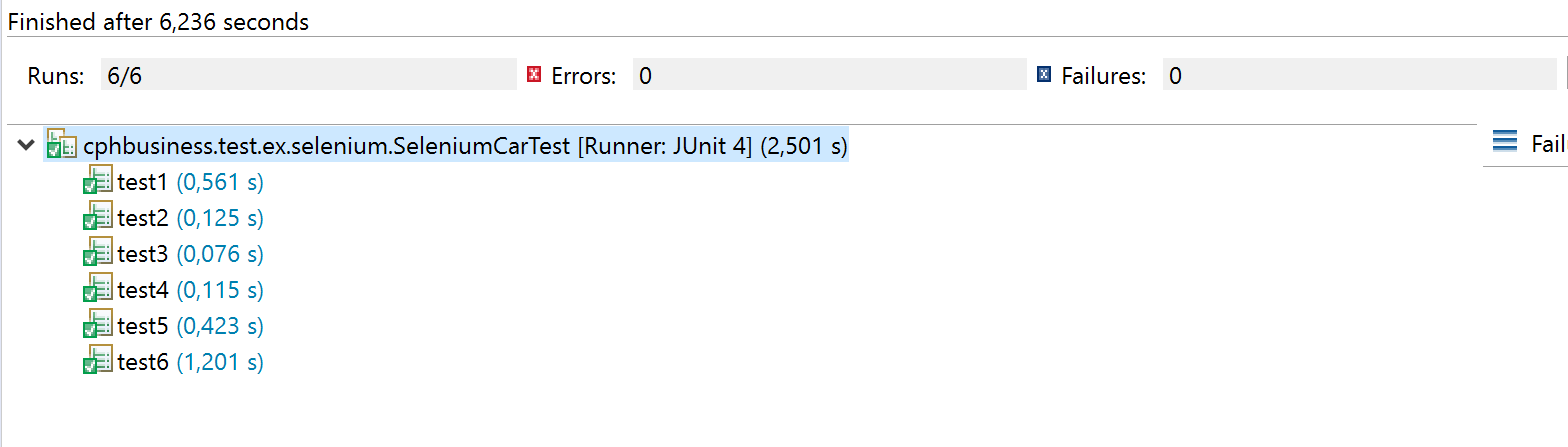 Finished after 6,236 seconds
Runs: 6/6 Errors: 0 Failures: 0
cphbusiness.test.ex.selenium.SeleniumCarTest [Runner: JUnit 4] (2,501 s)
Fail
test1 (0,561 s)
test2 (0,125 s)
test3 (0,076 s)
test4 (0,115 s)
test5 (0,423 s)
test6 (1,201 s)